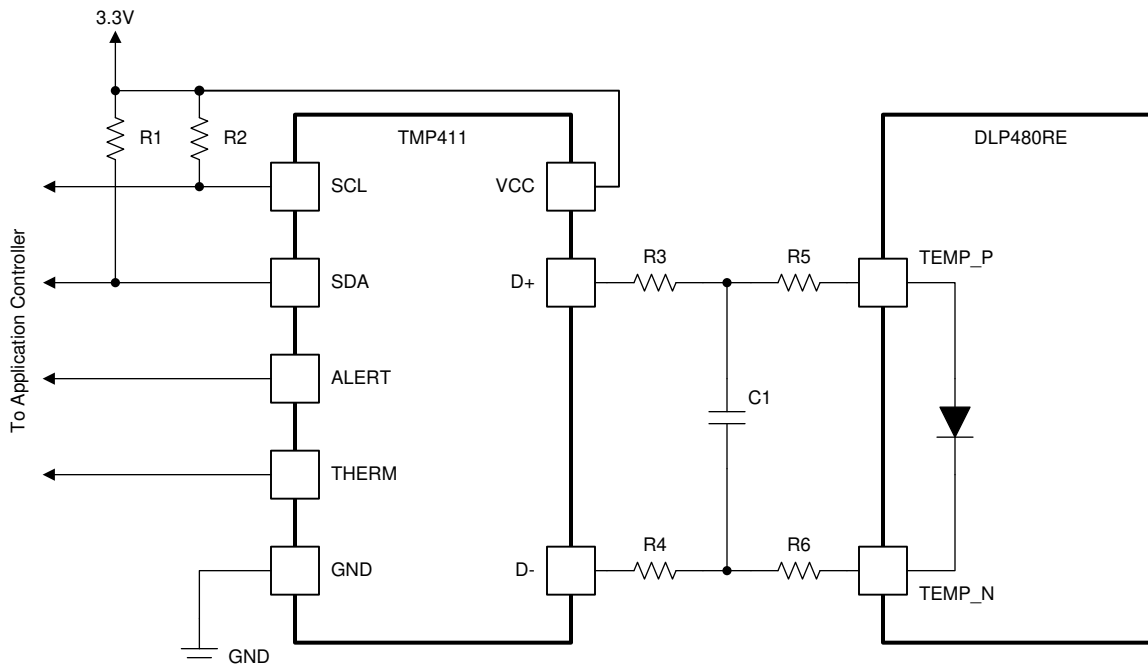 3.3V
R1
R2
TMP411
DLP480RE
SCL
VCC
To Application Controller
SDA
D+
R3
R5
TEMP_P
ALERT
C1
THERM
GND
D-
R4
R6
TEMP_N
GND